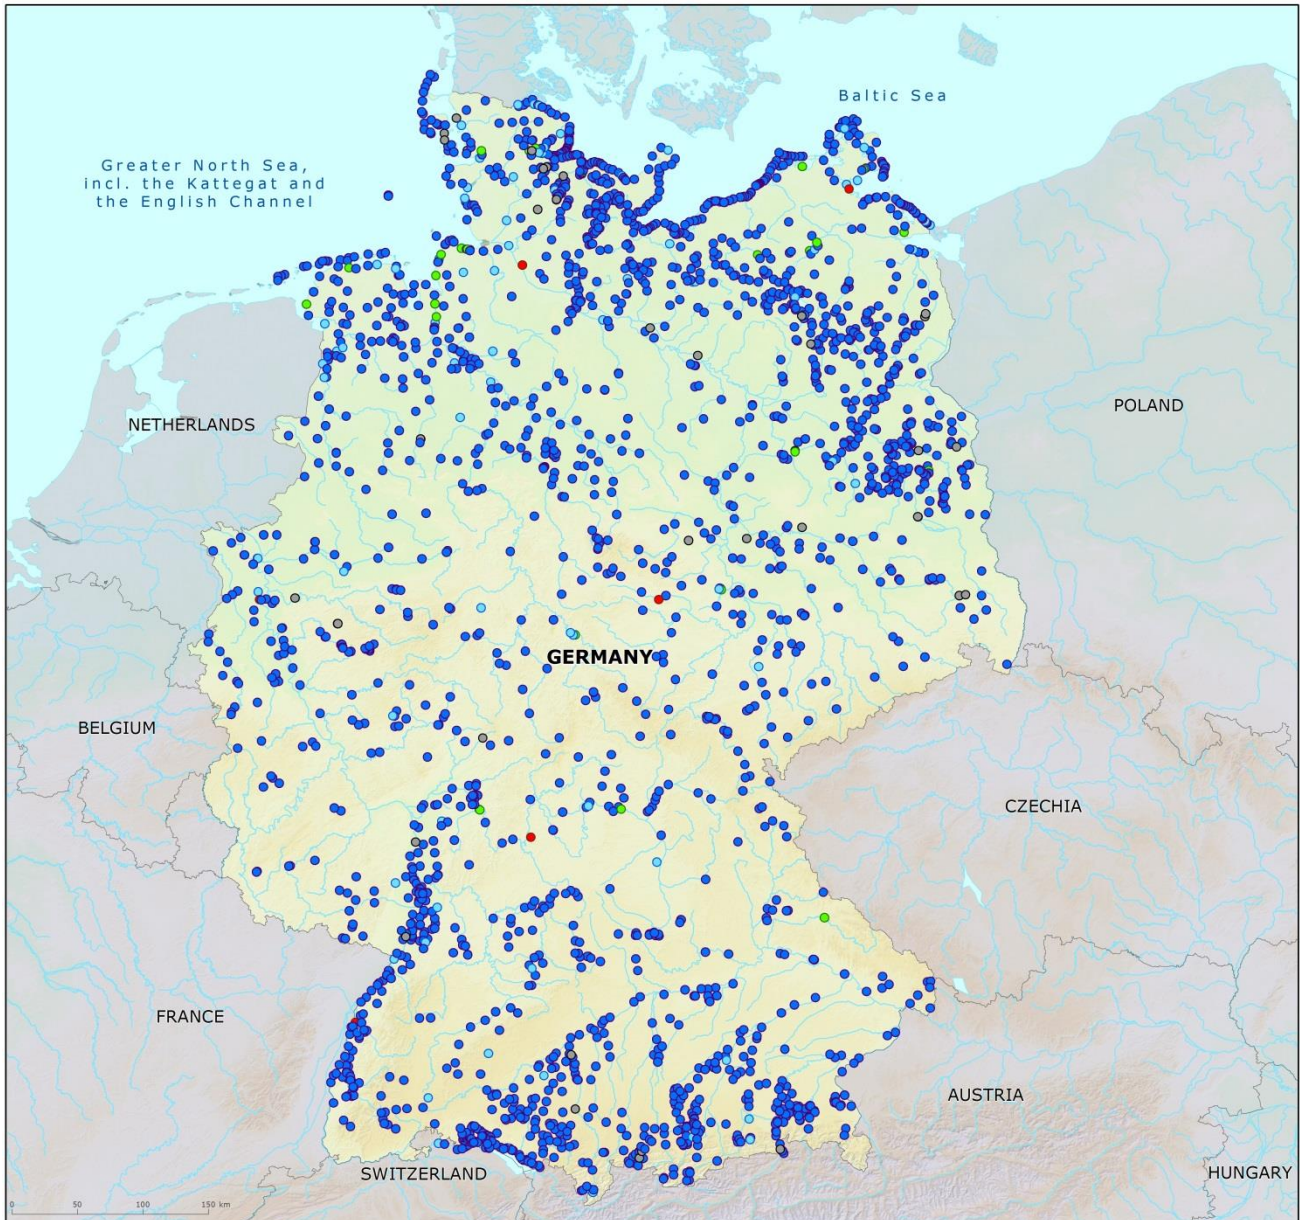 Baltic Sea
Greater North Sea,
incl. the Kattegat and
the English Channel
NETHERLANDS
POLAND
GERMANY
BELGIUM
CZECHIA
FRANCE
AUSTRIA
SWITZERLAND
HUNGARY
0 50 100 150 km